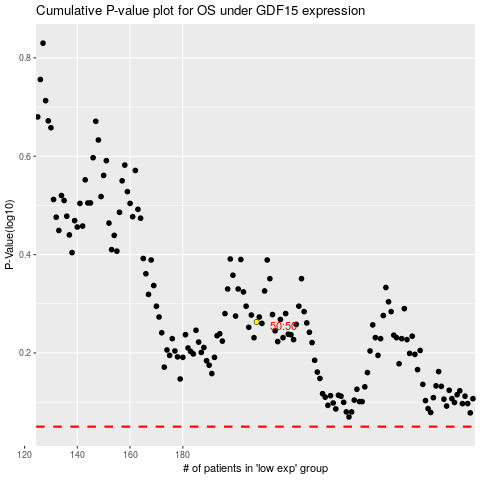 Cumulative P-value plot for OS under GDF15 expression
P-Value(log10)
0.8
0.6
0.4
0.2
50:50
120 140 160 180
# of patients in 'low exp' group